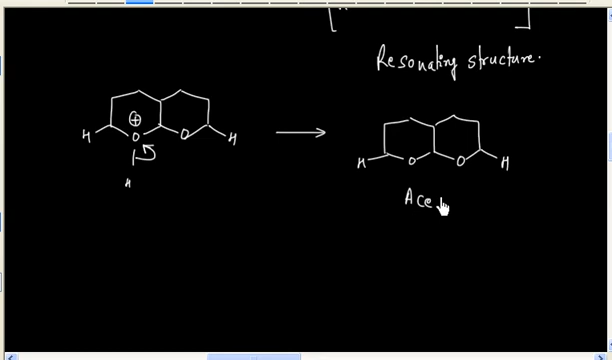 Resonating structure.
⊕
H O O H
H
H O O H
Ace